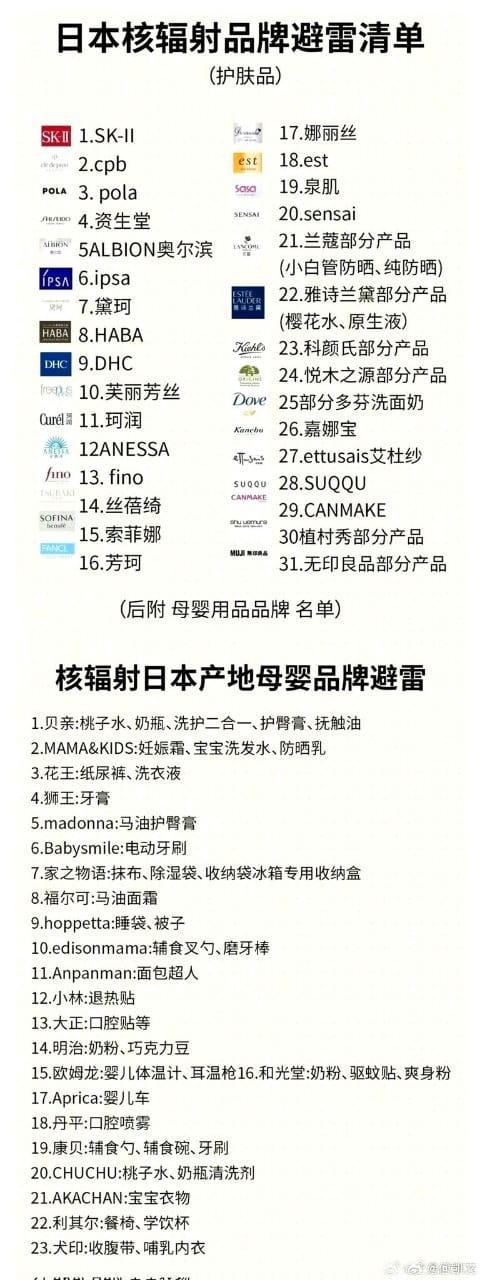 日本核辐射品牌避雷清单
（护肤品）
SK-II 1.SK-II
2.cpb
POLA 3. pola
SHISEIDO 4.资生堂
ALBION 5ALBION奥尔滨
IPSA 6.ipsa
7.黛珂
HABA 8.HABA
DHC 9.DHC
freeplus 10.芙丽芳丝
Curél 11.珂润
ANESSA 12ANESSA
fino 13. fino
TSUBAKI 14.丝蓓绮
SOFINA beauté 15.索菲娜
FANCL 16.芳珂
17.娜丽丝
est 18.est
sasa 19.泉肌
SENSAI 20.sensai
LANCOME 21.兰蔻部分产品
(小白管防晒、纯防晒)
ESTĒE LAUDER 雅诗兰黛 22.雅诗兰黛部分产品
(樱花水、原生液)
Kiehl's 23.科颜氏部分产品
ORIGINS 24.悦木之源部分产品
Dove 25部分多芬洗面奶
Kanebo 26.嘉娜宝
ettusais 27.ettusais艾杜纱
SUQQU 28.SUQQU
CANMAKE 29.CANMAKE
shu uemura 30植村秀部分产品
MUJI 無印良品 31.无印良品部分产品
（后附 母婴用品品牌 名单）
核辐射日本产地母婴品牌避雷
1.贝亲:桃子水、奶瓶、洗护二合一、护臀膏、抚触油
2.MAMA&KIDS:妊娠霜、宝宝洗发水、防晒乳
3.花王:纸尿裤、洗衣液
4.狮王:牙膏
5.madonna:马油护臀膏
6.Babysmile:电动牙刷
7.家之物语:抹布、除湿袋、收纳袋冰箱专用收纳盒
8.福尔可:马油面霜
9.hoppetta:睡袋、被子
10.edisonmama:辅食叉勺、磨牙棒
11.Anpanman:面包超人
12.小林:退热贴
13.大正:口腔贴等
14.明治:奶粉、巧克力豆
15.欧姆龙:婴儿体温计、耳温枪16.和光堂:奶粉、驱蚊贴、爽身粉
17.Aprica:婴儿车
18.丹平:口腔喷雾
19.康贝:辅食勺、辅食碗、牙刷
20.CHUCHU:桃子水、奶瓶清洗剂
21.AKACHAN:宝宝衣物
22.利其尔:餐椅、学饮杯
23.犬印:收腹带、哺乳内衣